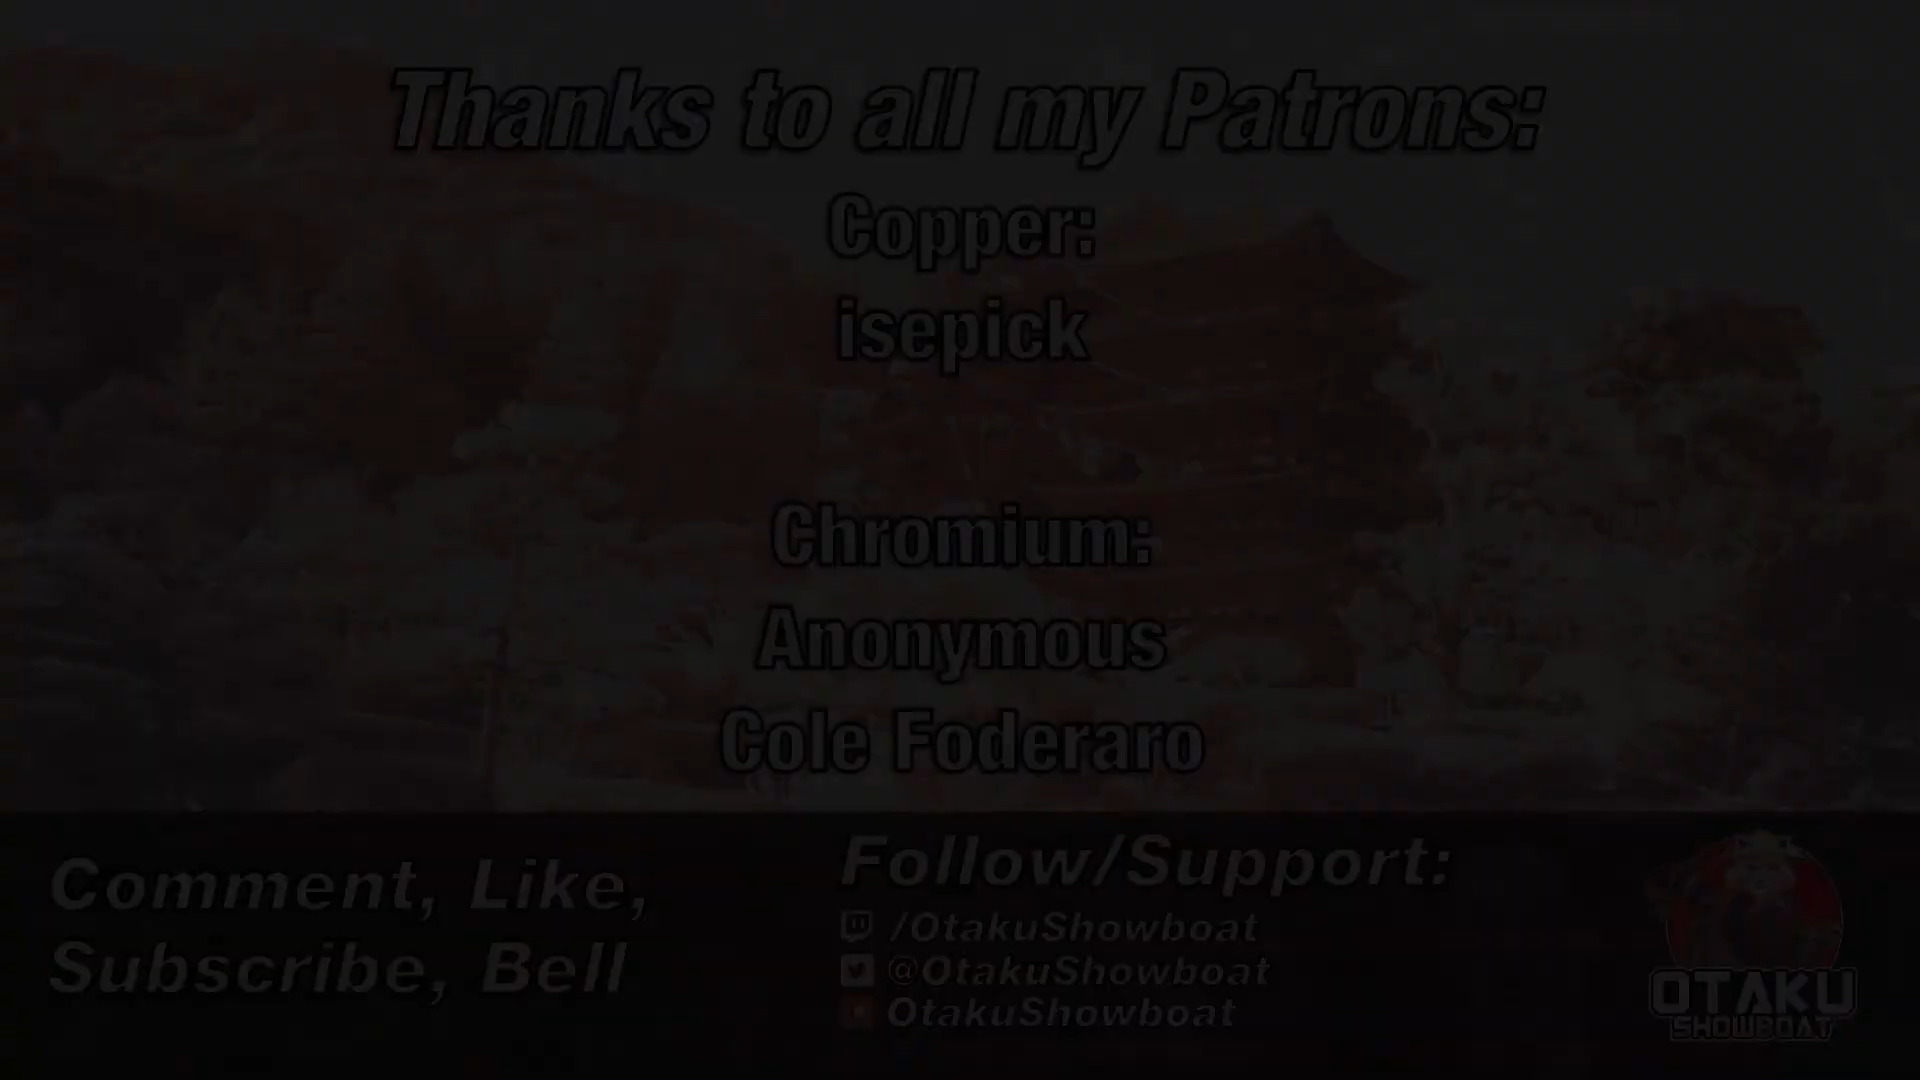 Thanks to all my Patrons:
Copper:
isepick
Chromium:
Anonymous
Cole Foderaro
Comment, Like,
Subscribe, Bell
Follow/Support:
/OtakuShowboat
@OtakuShowboat
OtakuShowboat
OTAKU
SHOWBOAT